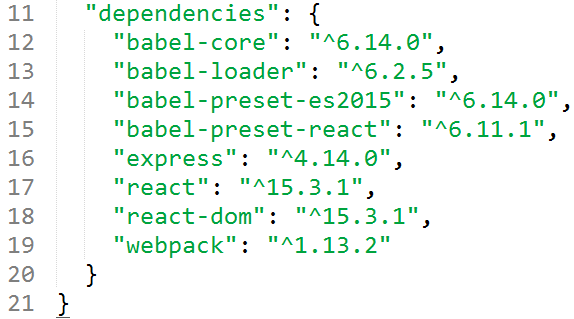 11 "dependencies": {
12 "babel-core": "^6.14.0",
13 "babel-loader": "^6.2.5",
14 "babel-preset-es2015": "^6.14.0",
15 "babel-preset-react": "^6.11.1",
16 "express": "^4.14.0",
17 "react": "^15.3.1",
18 "react-dom": "^15.3.1",
19 "webpack": "^1.13.2"
20 }
21 }